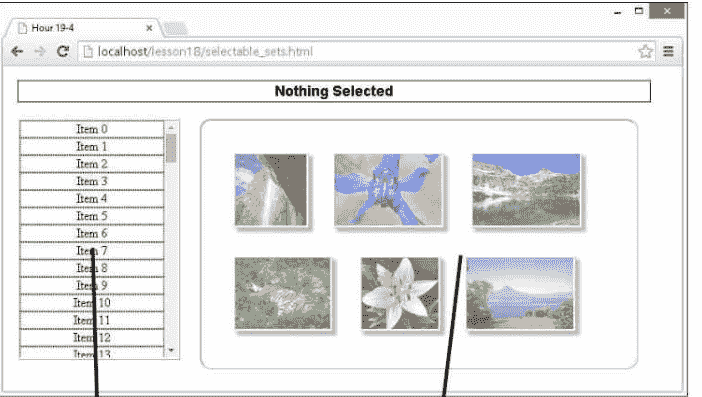 Hour 19-4
localhost/lesson18/selectable_sets.html
Nothing Selected
Item 0
Item 1
Item 2
Item 3
Item 4
Item 5
Item 6
Item 7
Item 8
Item 9
Item 10
Item 11
Item 12
Item 13